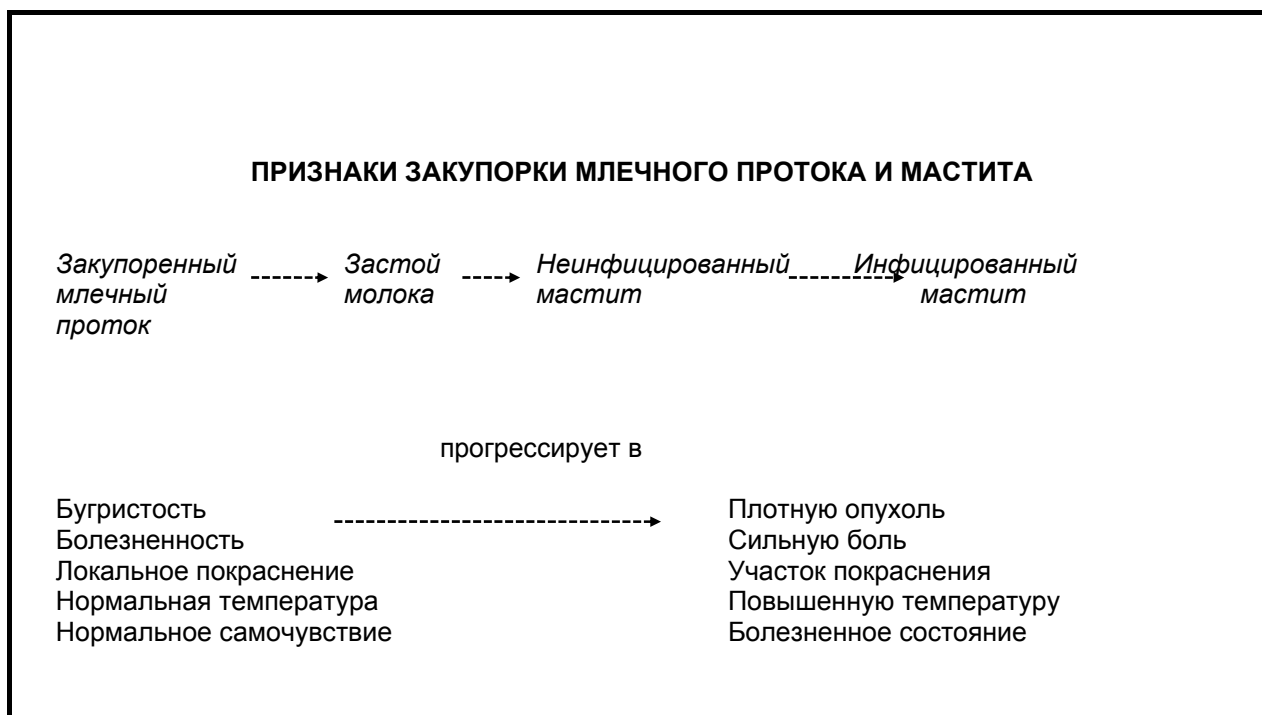 ПРИЗНАКИ ЗАКУПОРКИ МЛЕЧНОГО ПРОТОКА И МАСТИТА
Закупоренный млечный проток
Застой молока
Неинфицированный мастит
Инфицированный мастит
прогрессирует в
Бугристость
Болезненность
Локальное покраснение
Нормальная температура
Нормальное самочувствие
Плотную опухоль
Сильную боль
Участок покраснения
Повышенную температуру
Болезненное состояние